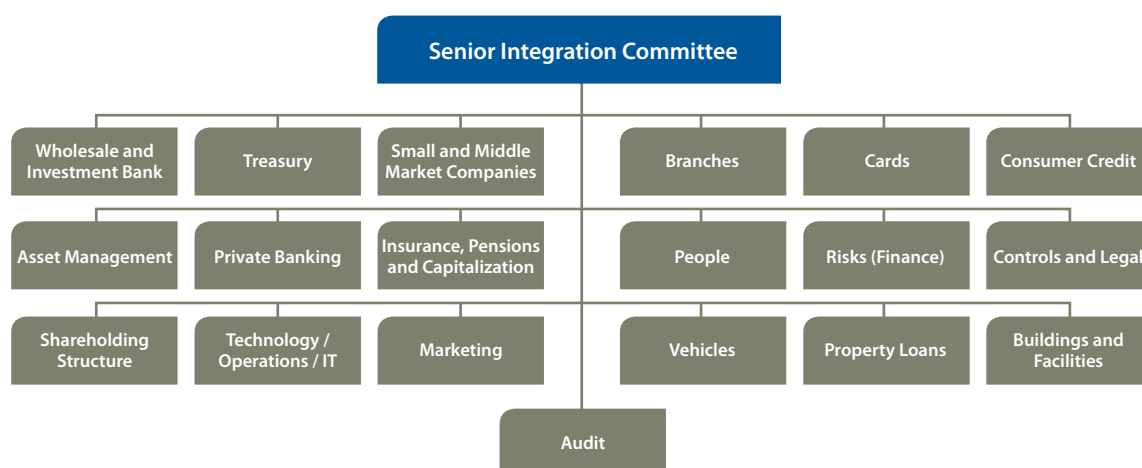 Senior Integration Committee
Wholesale and
Investment Bank
Treasury
Small and Middle
Market Companies
Branches
Cards
Consumer Credit
Asset Management
Private Banking
Insurance, Pensions
and Capitalization
People
Risks (Finance)
Controls and Legal
Shareholding
Structure
Technology /
Operations / IT
Marketing
Vehicles
Property Loans
Buildings and
Facilities
Audit